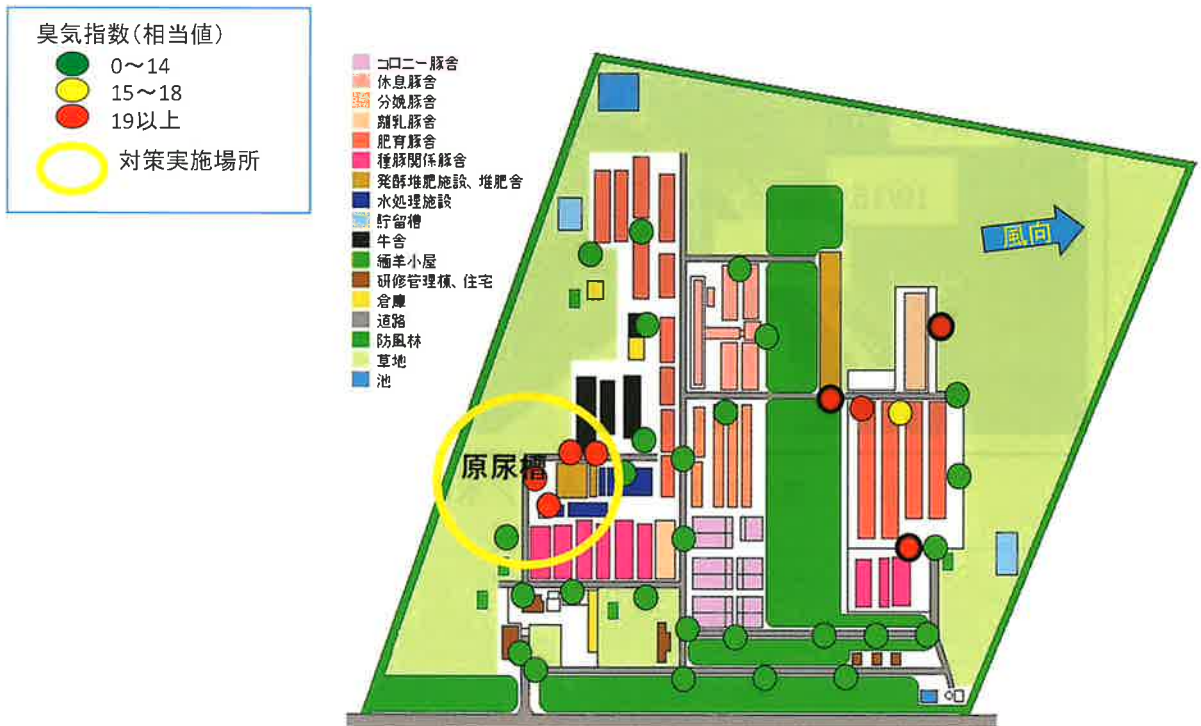 臭気指数(相当値)
0～14
15～18
19以上
対策実施場所
コロニー豚舎
休息豚舎
分娩豚舎
離乳豚舎
肥育豚舎
種豚関係豚舎
発酵堆肥施設、堆肥舎
水処理施設
貯留槽
牛舎
緬羊小屋
研修管理棟、住宅
倉庫
道路
防風林
草地
池
風向
原尿槽